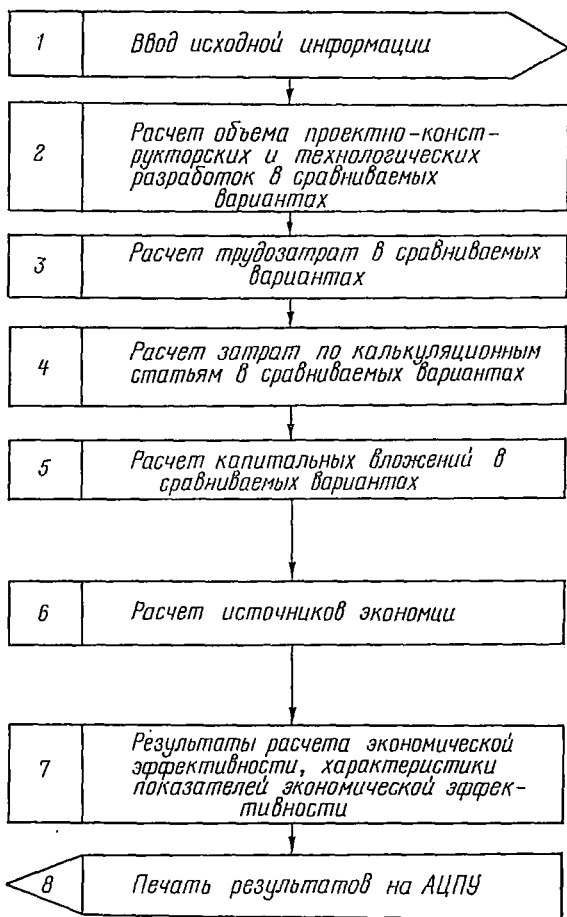 1 Ввод исходной информации
2 Расчет объема проектно-конст-
рукторских и технологических
разработок в сравниваемых
вариантах
3 Расчет трудозатрат в сравниваемых
вариантах
4 Расчет затрат по калькуляционным
статьям в сравниваемых вариантах
5 Расчет капитальных вложений в
сравниваемых вариантах
6 Расчет источников экономии
7 Результаты расчета экономической
эффективности, характеристики
показателей экономической эффек-
тивности
8 Печать результатов на АЦПУ